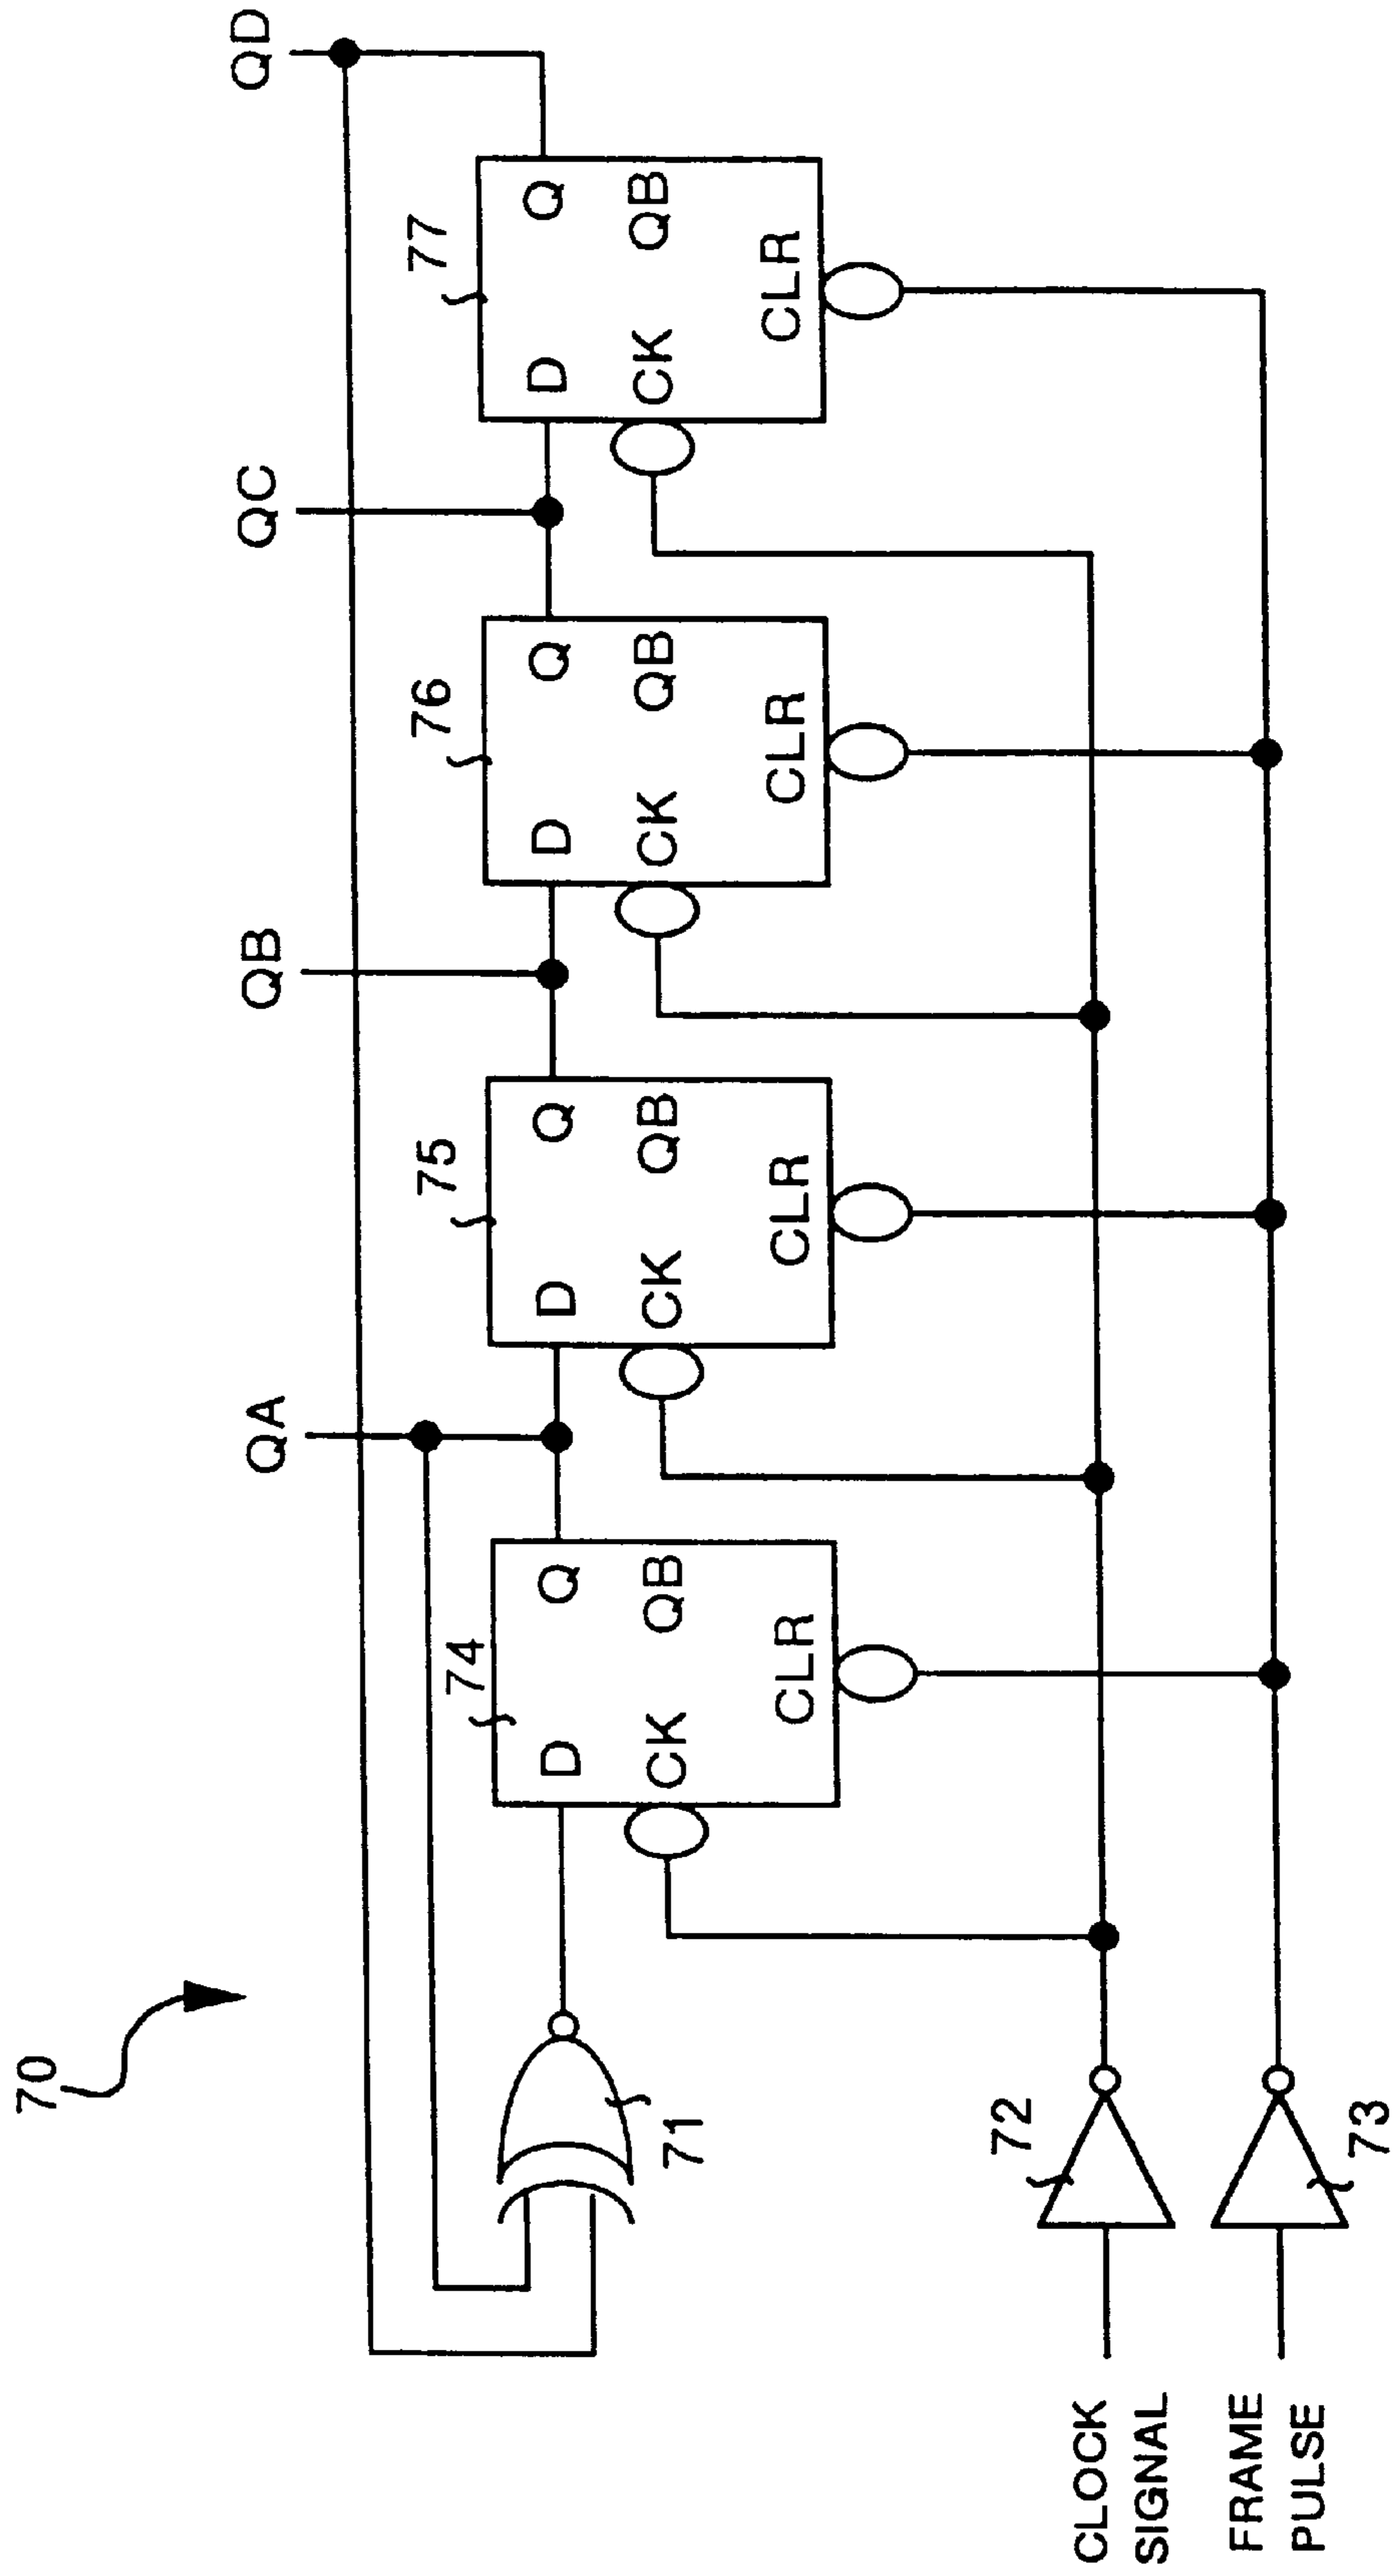 70
QA
QB
QC
QD
74
75
76
77
D
Q
D
Q
D
Q
D
Q
71
CK
QB
CK
QB
CK
QB
CK
QB
CLR
CLR
CLR
CLR
72
CLOCK
SIGNAL
FRAME
PULSE
73